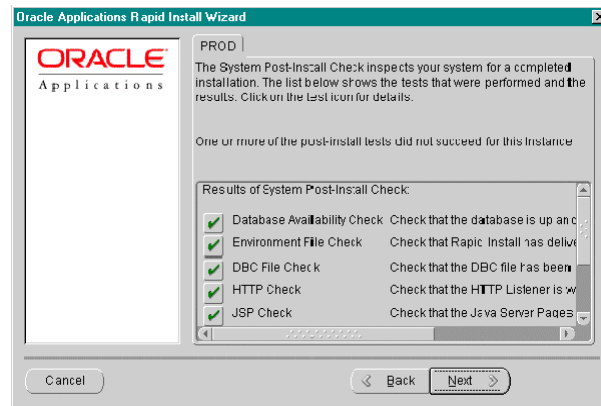 Oracle Applications Rapid Install Wizard
ORACLE
Applications
PROD
The System Post-Install Check inspects your system for a completed
installation. The list below shows the tests that were performed and the
results. Click on the test icon for details.
One or more of the post-install tests did not succeed for this Instance
Results of System Post-Install Check:
Database Availability Check Check that the database is up and
Environment File Check Check that Rapid Install has delive
DBC File Check Check that the DBC file has been
HTTP Check Check that the HTTP Listener is w
JSP Check Check that the Java Server Pages
Cancel Back Next